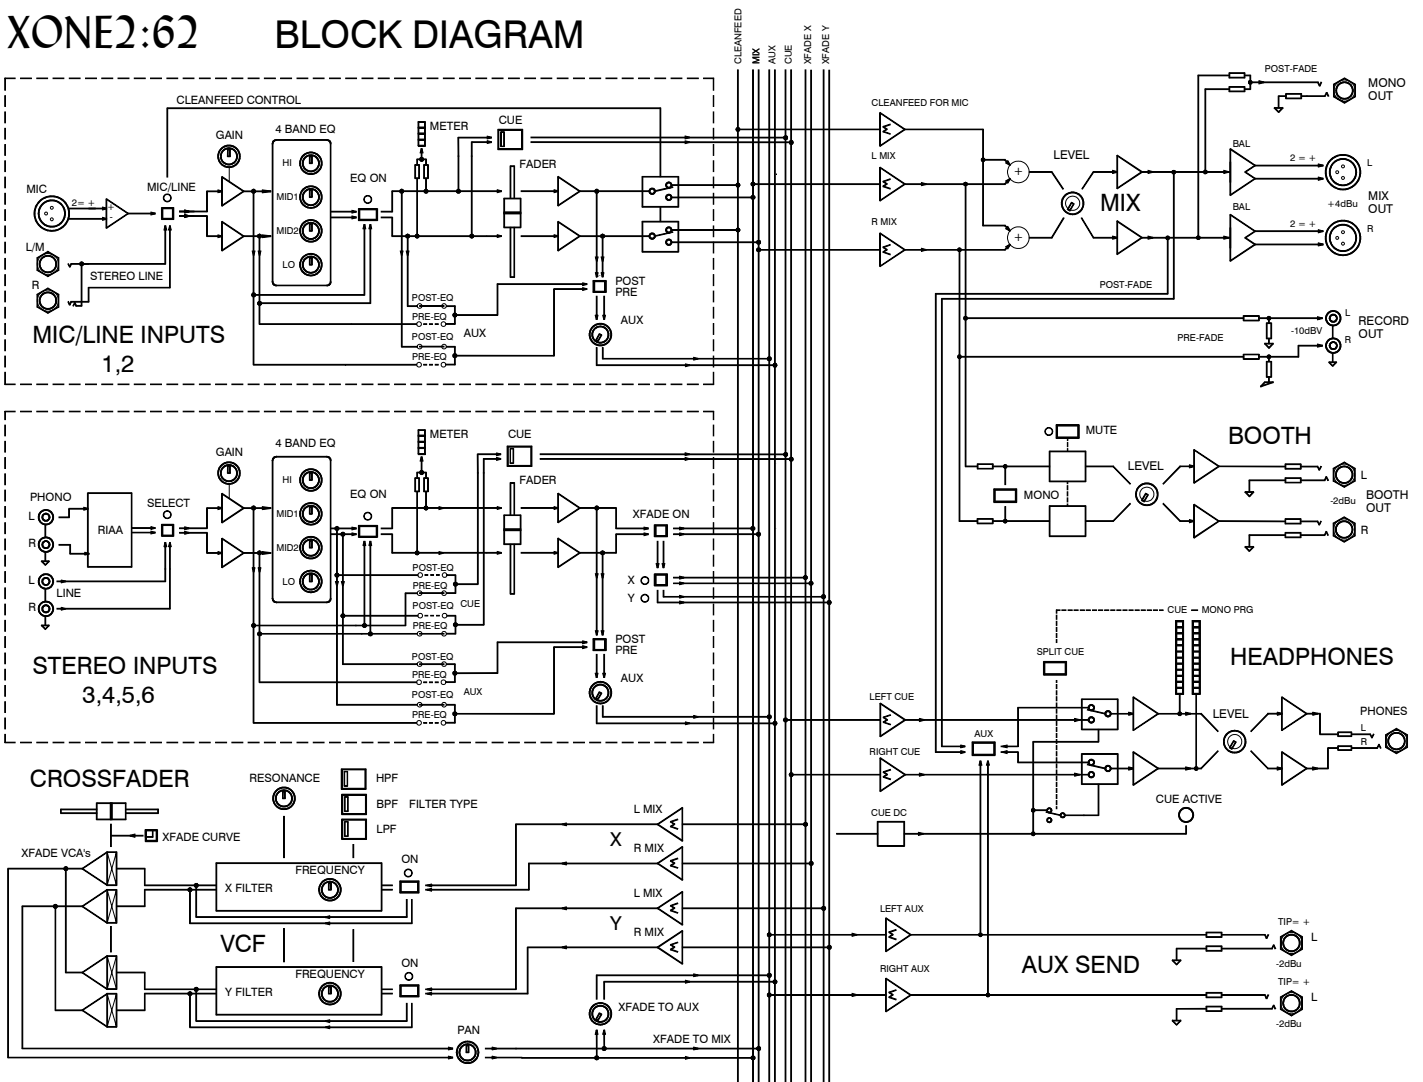 XONE2:62 BLOCK DIAGRAM
CLEANFEED
MIX
AUX
CUE
XFADE X
XFADE Y
CLEANFEED CONTROL
GAIN
4 BAND EQ
HI
MID1
MID2
LO
METER
CUE
FADER
MIC
2= +
+
-
MIC/LINE
EQ ON
L/M
R
STEREO LINE
POST
PRE
AUX
POST-EQ
PRE-EQ
AUX
POST-EQ
PRE-EQ
MIC/LINE INPUTS
1,2
CLEANFEED FOR MIC
Σ
L MIX
Σ
R MIX
Σ
+
+
LEVEL
MIX
POST-FADE
MONO
OUT
BAL
2 = +
L
+4dBu
MIX
OUT
BAL
2 = +
R
POST-FADE
PRE-FADE
-10dBV
L
R
RECORD
OUT
GAIN
4 BAND EQ
HI
MID1
MID2
LO
METER
CUE
FADER
PHONO
L
R
RIAA
SELECT
EQ ON
L
LINE
R
XFADE ON
X
Y
POST-EQ
PRE-EQ
POST-EQ CUE
PRE-EQ
POST
PRE
AUX
POST-EQ
PRE-EQ
AUX
POST-EQ
PRE-EQ
STEREO INPUTS
3,4,5,6
MUTE
BOOTH
LEVEL
MONO
L
-2dBu
BOOTH
OUT
R
CUE – MONO PRG
SPLIT CUE
HEADPHONES
LEFT CUE
Σ
AUX
RIGHT CUE
Σ
LEVEL
PHONES
L
R
CUE DC
CUE ACTIVE
CROSSFADER
RESONANCE
HPF
BPF FILTER TYPE
LPF
XFADE CURVE
XFADE VCA's
X FILTER
FREQUENCY
ON
L MIX
Σ
X
R MIX
Σ
VCF
Y FILTER
FREQUENCY
ON
L MIX
Σ
Y
R MIX
Σ
XFADE TO AUX
PAN
XFADE TO MIX
LEFT AUX
Σ
RIGHT AUX
Σ
AUX SEND
TIP= +
L
-2dBu
TIP= +
L
-2dBu